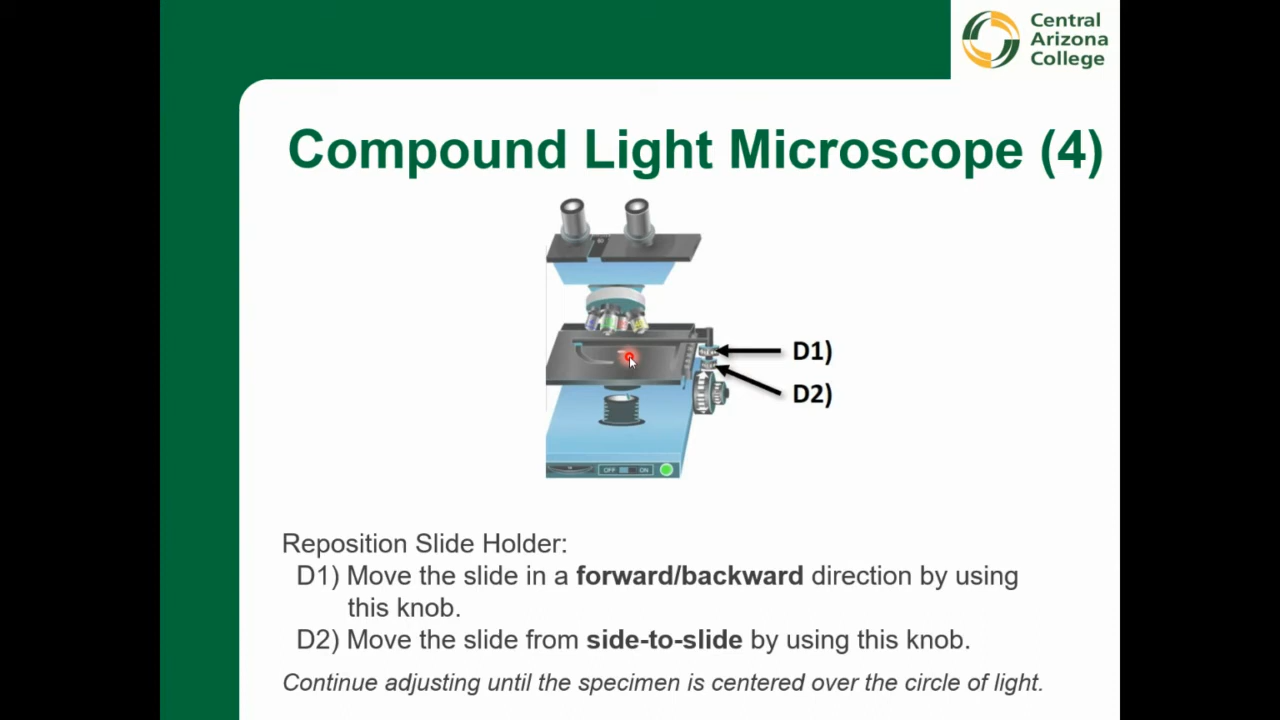 Central
Arizona
College
Compound Light Microscope (4)
D1)
D2)
OFF ON
Reposition Slide Holder:
D1) Move the slide in a forward/backward direction by using
this knob.
D2) Move the slide from side-to-slide by using this knob.
Continue adjusting until the specimen is centered over the circle of light.